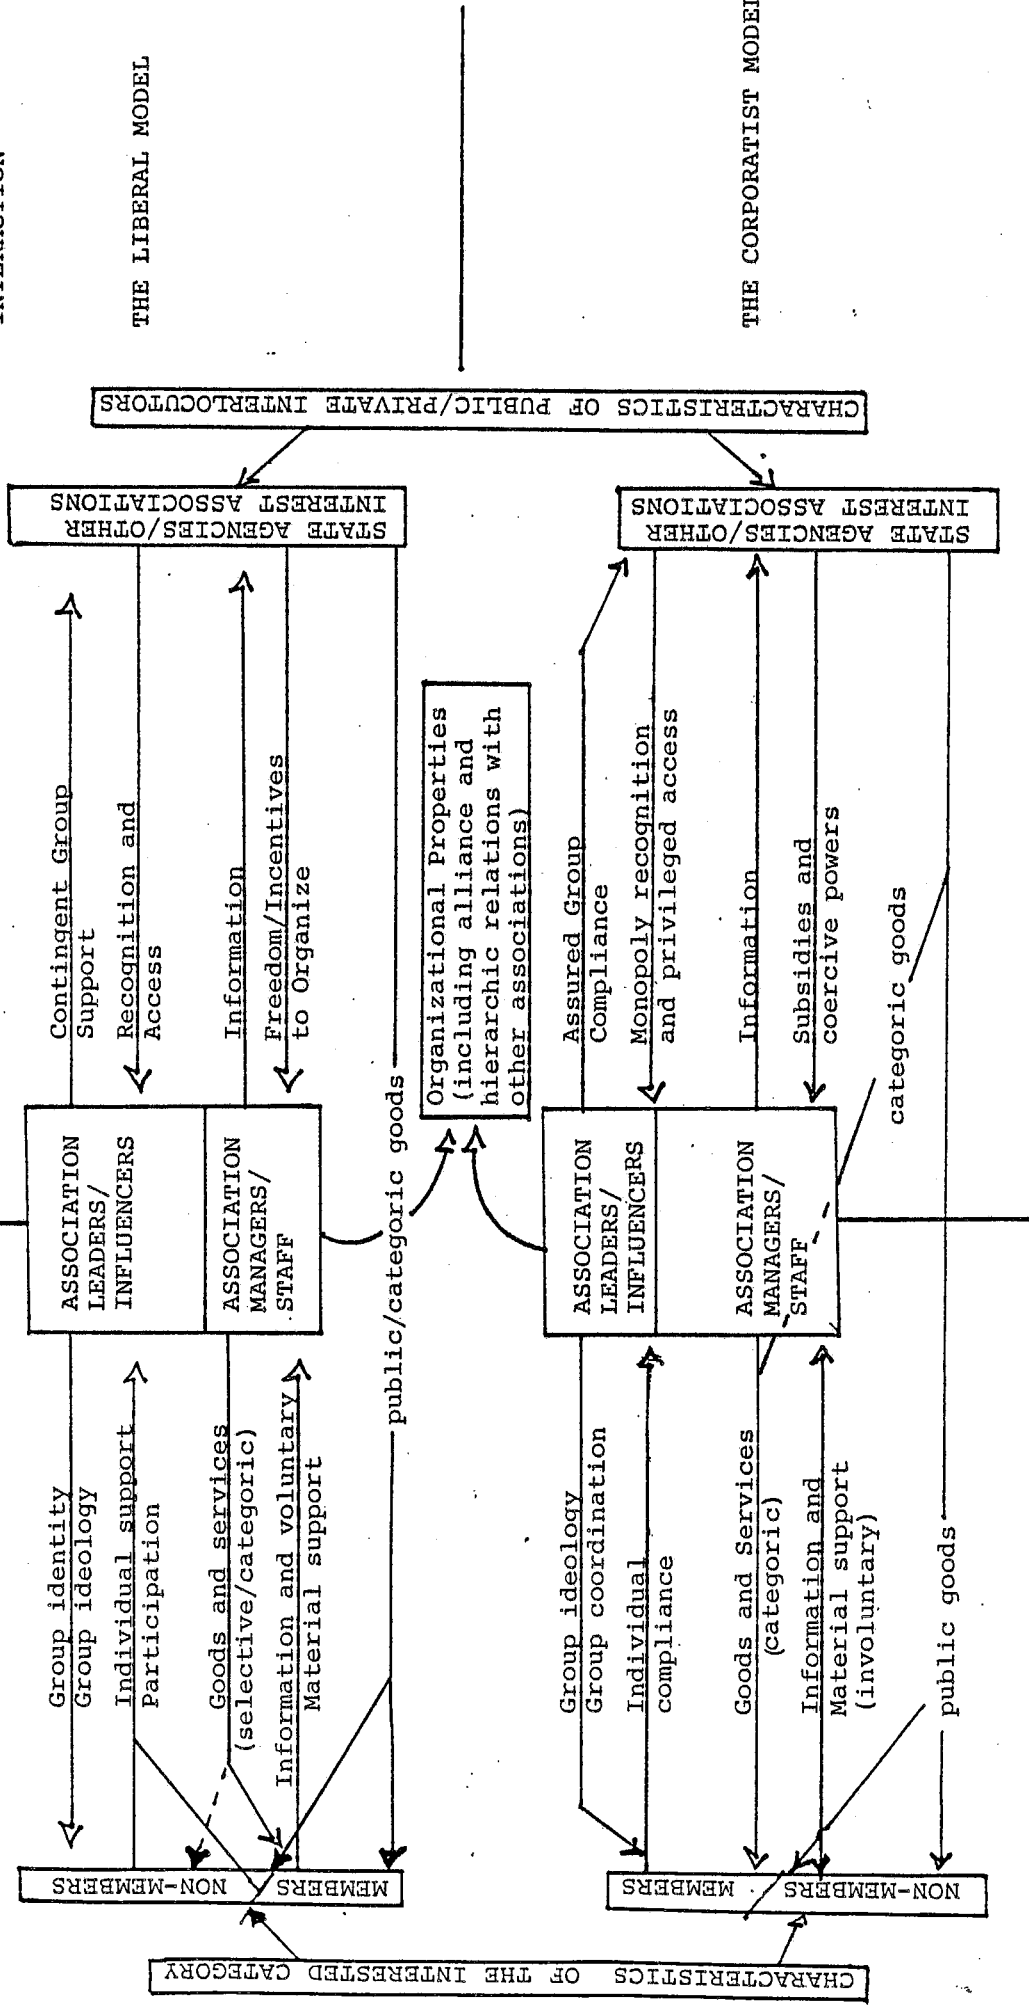 INTERACTION
THE LIBERAL MODEL
CHARACTERISTICS OF THE INTERESTED CATEGORY
NON-MEMBERS
MEMBERS
Group identity
Group ideology
Individual support
Participation
Goods and services
(selective/categoric)
Information and voluntary
Material support
ASSOCIATION
LEADERS/
INFLUENCERS
ASSOCIATION
MANAGERS/
STAFF
Contingent Group
Support
Recognition and
Access
Information
Freedom/Incentives
to Organize
STATE AGENCIES/OTHER
INTEREST ASSOCIATIONS
public/categoric goods
Organizational Properties
(including alliance and
hierarchic relations with
other associations)
CHARACTERISTICS OF PUBLIC/PRIVATE INTERLOCUTORS
THE CORPORATIST MODEL
MEMBERS
NON-MEMBERS
Group ideology
Group coordination
Individual
compliance
Goods and Services
(categoric)
Information and
Material support
(involuntary)
ASSOCIATION
LEADERS/
INFLUENCERS
ASSOCIATION
MANAGERS/
STAFF
Assured Group
Compliance
Monopoly recognition
and privileged access
Information
Subsidies and
coercive powers
STATE AGENCIES/OTHER
INTEREST ASSOCIATIONS
categoric goods
public goods